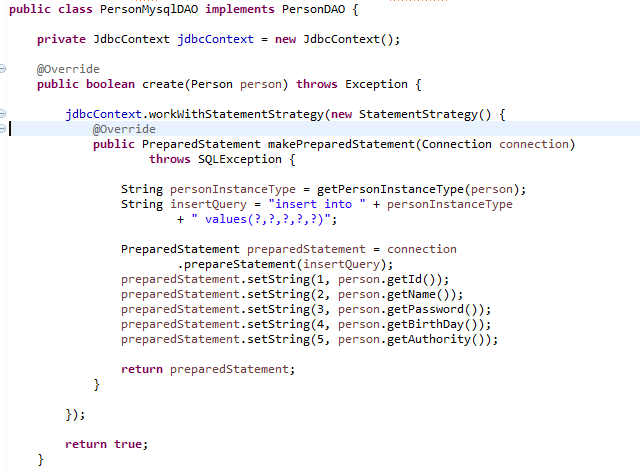 public class PersonMysqlDAO implements PersonDAO {
private JdbcContext jdbcContext = new JdbcContext();
@Override
public boolean create(Person person) throws Exception {
jdbcContext.workWithStatementStrategy(new StatementStrategy() {
@Override
public PreparedStatement makePreparedStatement(Connection connection)
throws SQLException {
String personInstanceType = getPersonInstanceType(person);
String insertQuery = "insert into " + personInstanceType
+ " values(?,?,?,?,?)";
PreparedStatement preparedStatement = connection
.prepareStatement(insertQuery);
preparedStatement.setString(1, person.getId());
preparedStatement.setString(2, person.getName());
preparedStatement.setString(3, person.getPassword());
preparedStatement.setString(4, person.getBirthDay());
preparedStatement.setString(5, person.getAuthority());
return preparedStatement;
}
});
return true;
}